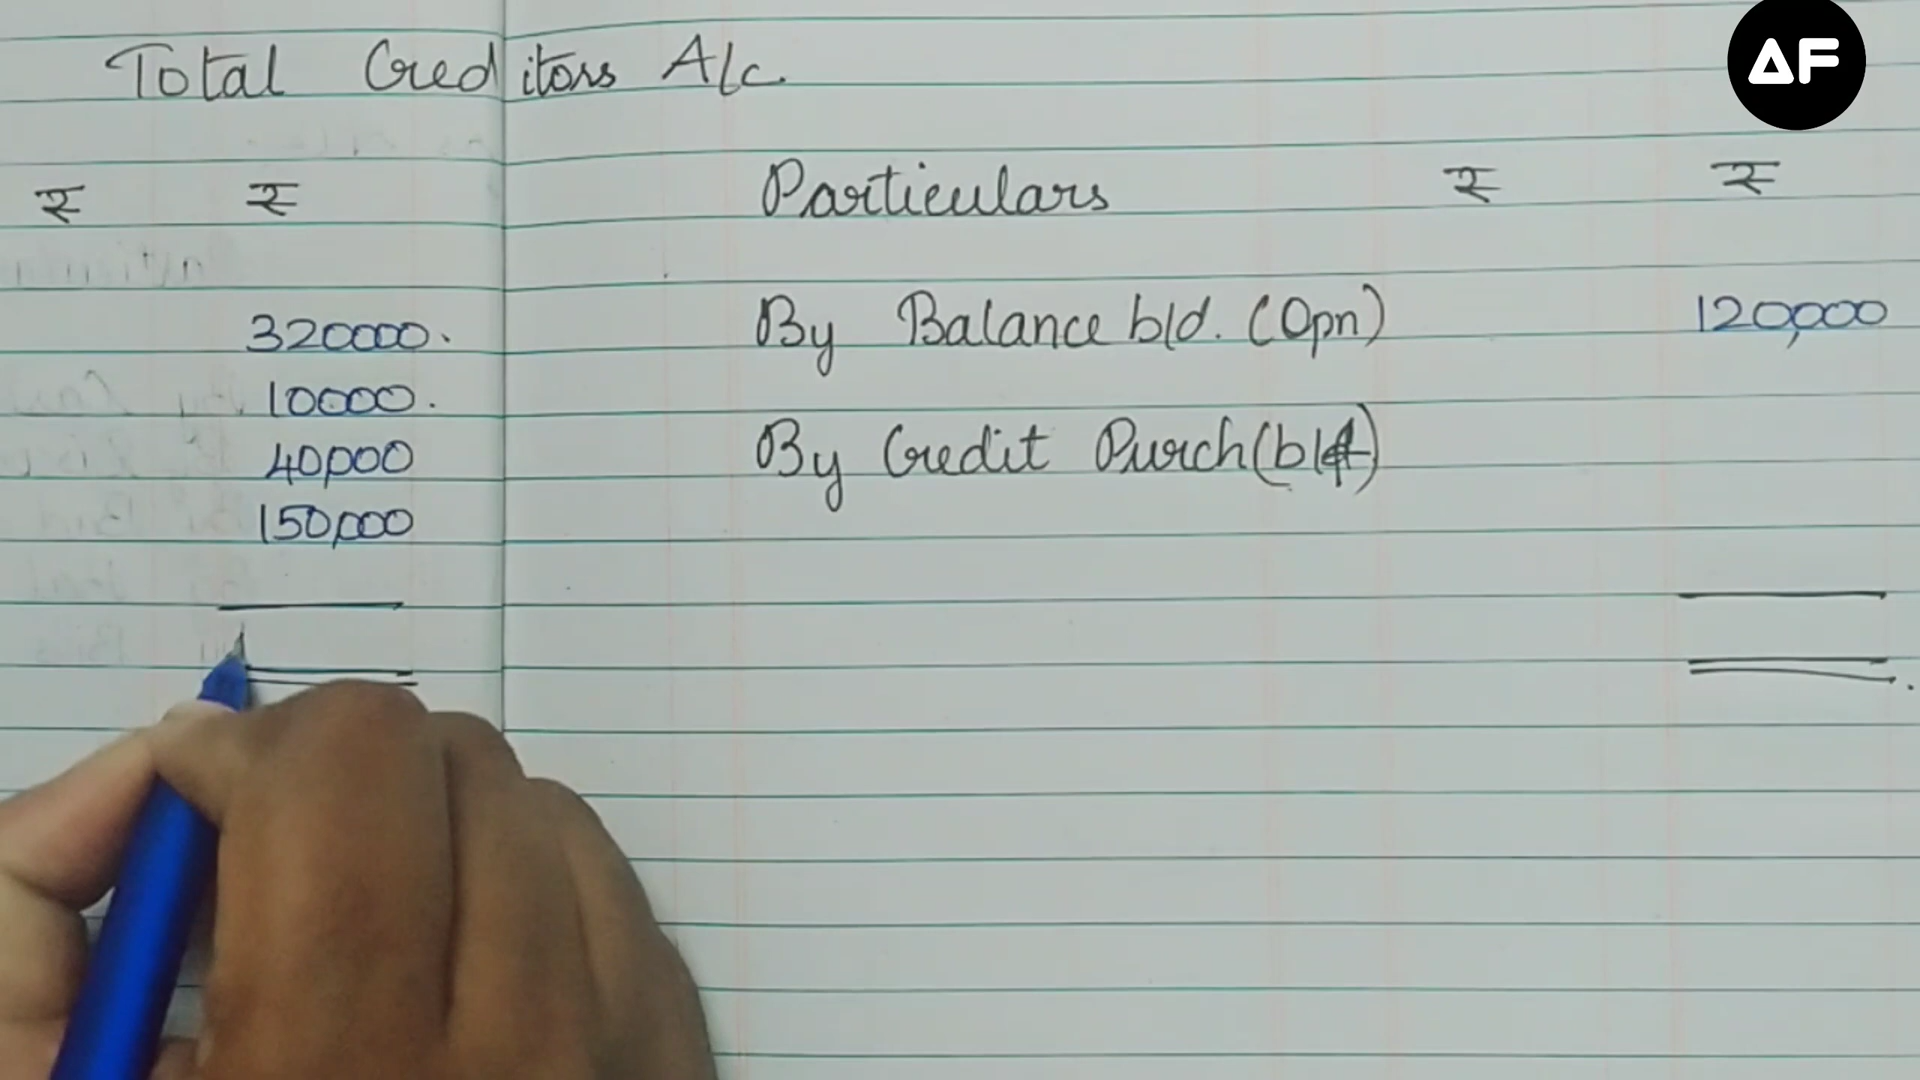 Total Creditors A/c.
₹ ₹ Particulars ₹ ₹
320000. By Balance b/d. (Opn) 120,000
10000.
40,000 By Credit Purch (b/f)
150,000
AF